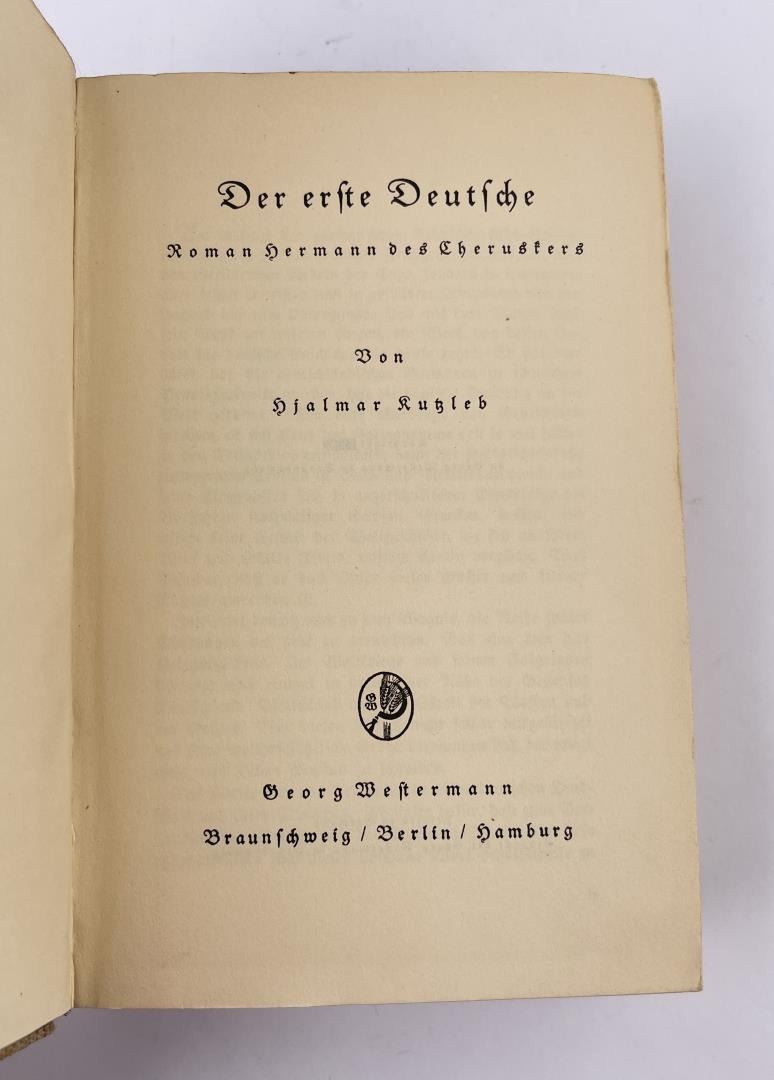 Der erſte Deutſche
Roman Hermann des Cheruskers
Von
Hjalmar Kutzleb
Georg Weſtermann
Braunſchweig / Berlin / Hamburg